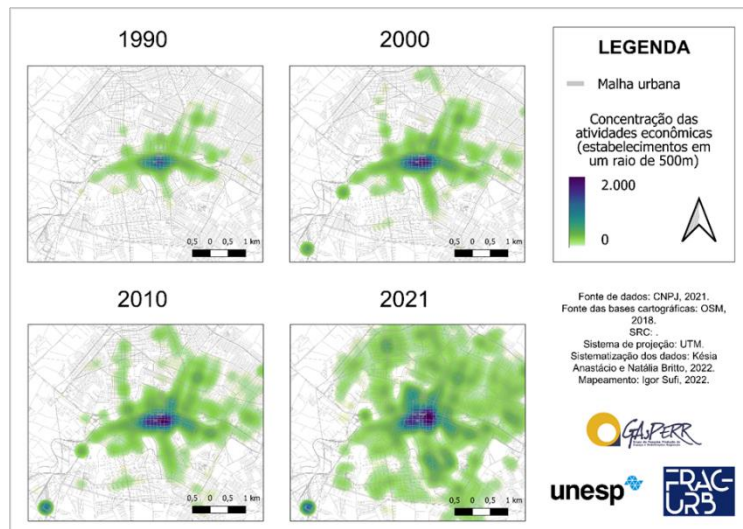 1990
2000
LEGENDA
Malha urbana
Concentração das
atividades econômicas
(estabelecimentos em
um raio de 500m)
2.000
0
0,5 0 0,5 1 km
0,5 0 0,5 1 km
2010
2021
0,5 0 0,5 1 km
0,5 0 0,5 1 km
Fonte de dados: CNPJ, 2021.
Fonte das bases cartográficas: OSM,
2018.
SRC: .
Sistema de projeção: UTM.
Sistematização dos dados: Késia
Anastácio e Natália Britto, 2022.
Mapeamento: Igor Sufi, 2022.
GAsPERR
unesp
FRAG-
URB